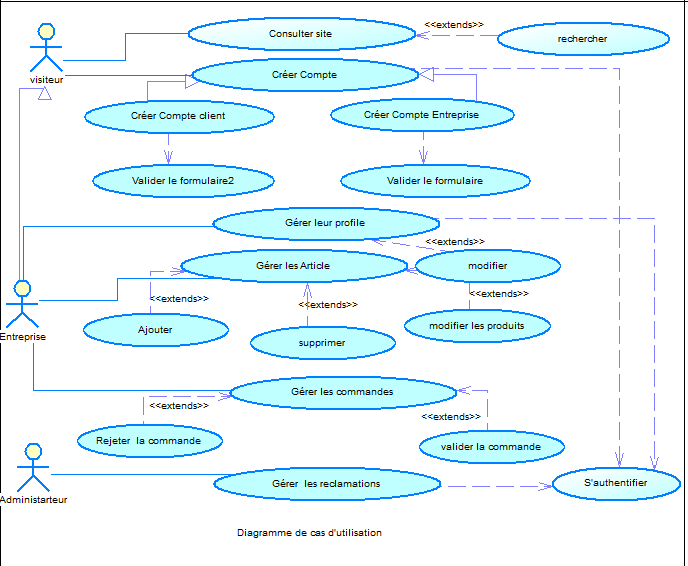 Consulter site
<<extends>>
rechercher
visiteur
Créer Compte
Créer Compte client
Créer Compte Entreprise
Valider le formulaire2
Valider le formulaire
Gérer leur profile
<<extends>>
Gérer les Article
modifier
<<extends>>
<<extends>>
<<extends>>
Entreprise
Ajouter
supprimer
modifier les produits
Gérer les commandes
<<extends>>
<<extends>>
Rejeter la commande
valider la commande
Administarteur
Gérer les reclamations
S'authentifier
Diagramme de cas d'utilisation